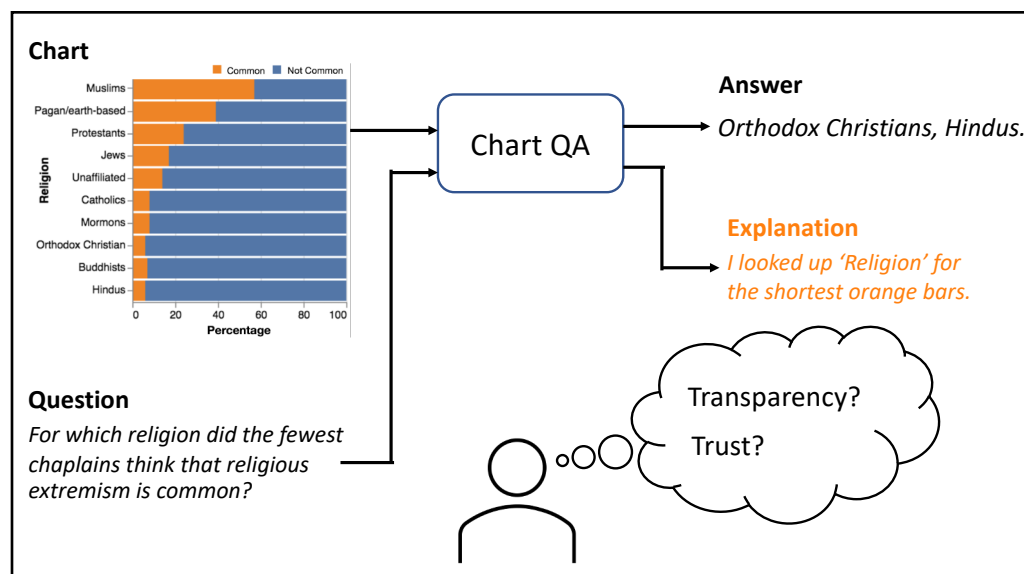 Chart
Common Not Common
Muslims
Pagan/earth-based
Protestants
Jews
Unaffiliated
Catholics
Mormons
Orthodox Christian
Buddhists
Hindus
Religion
0 20 40 60 80 100
Percentage
Question
For which religion did the fewest
chaplains think that religious
extremism is common?
Chart QA
Answer
Orthodox Christians, Hindus.
Explanation
I looked up ‘Religion’ for
the shortest orange bars.
Transparency?
Trust?